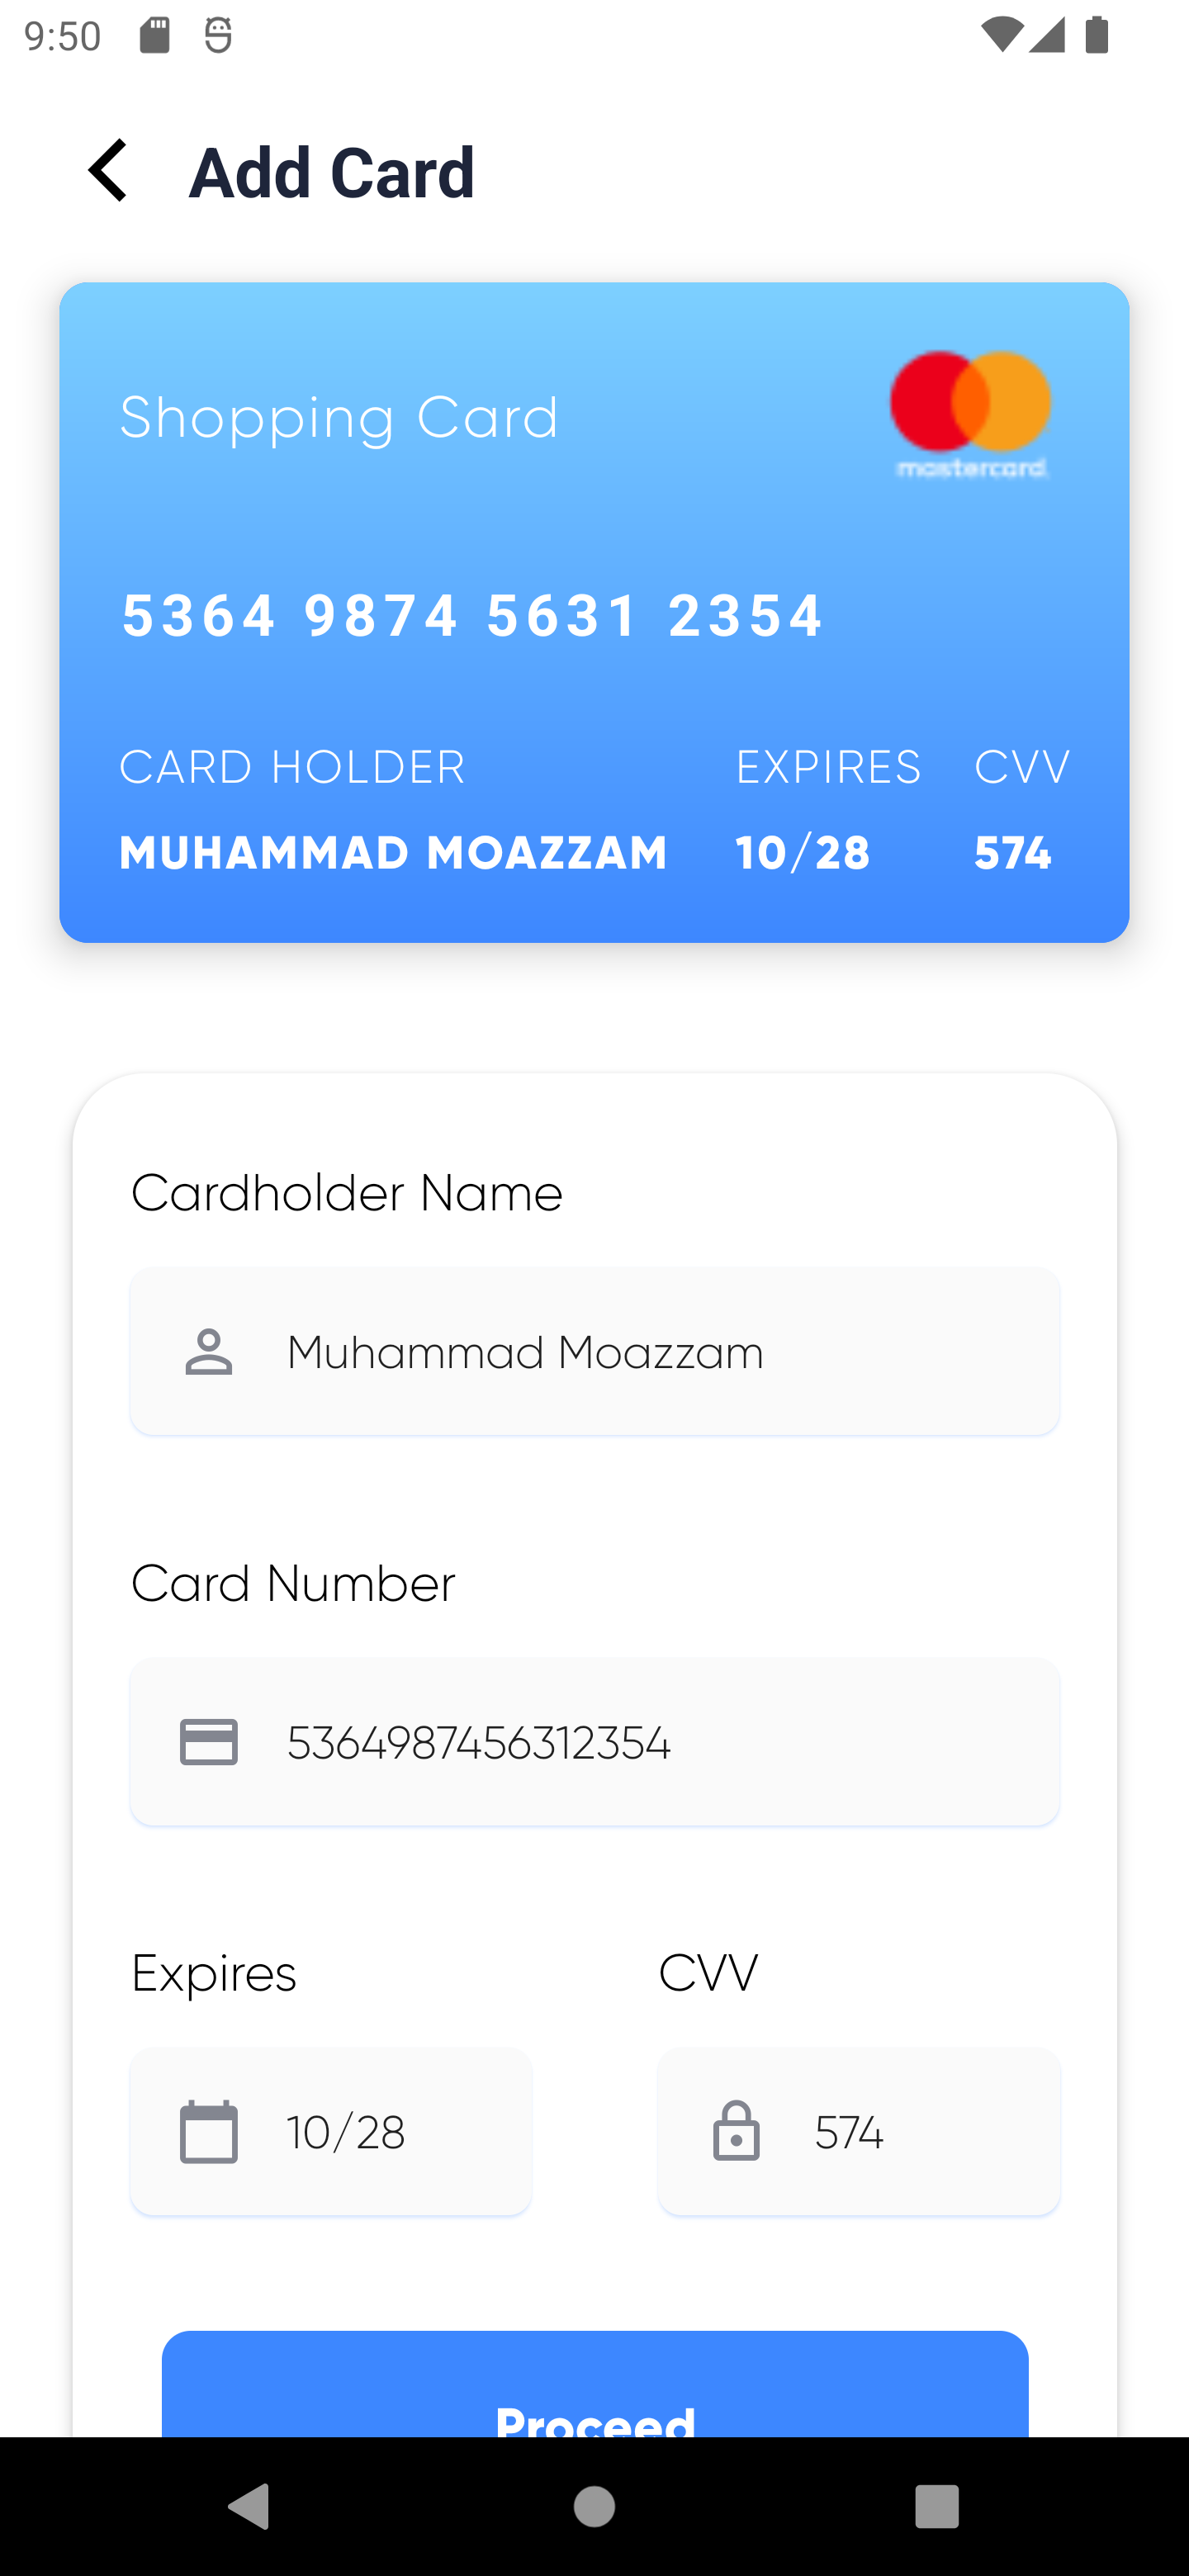 9:50
Add Card
Shopping Card
mastercard.
5364 9874 5631 2354
CARD HOLDER EXPIRES CVV
MUHAMMAD MOAZZAM 10/28 574
Cardholder Name
Muhammad Moazzam
Card Number
5364987456312354
Expires CVV
10/28 574
Proceed